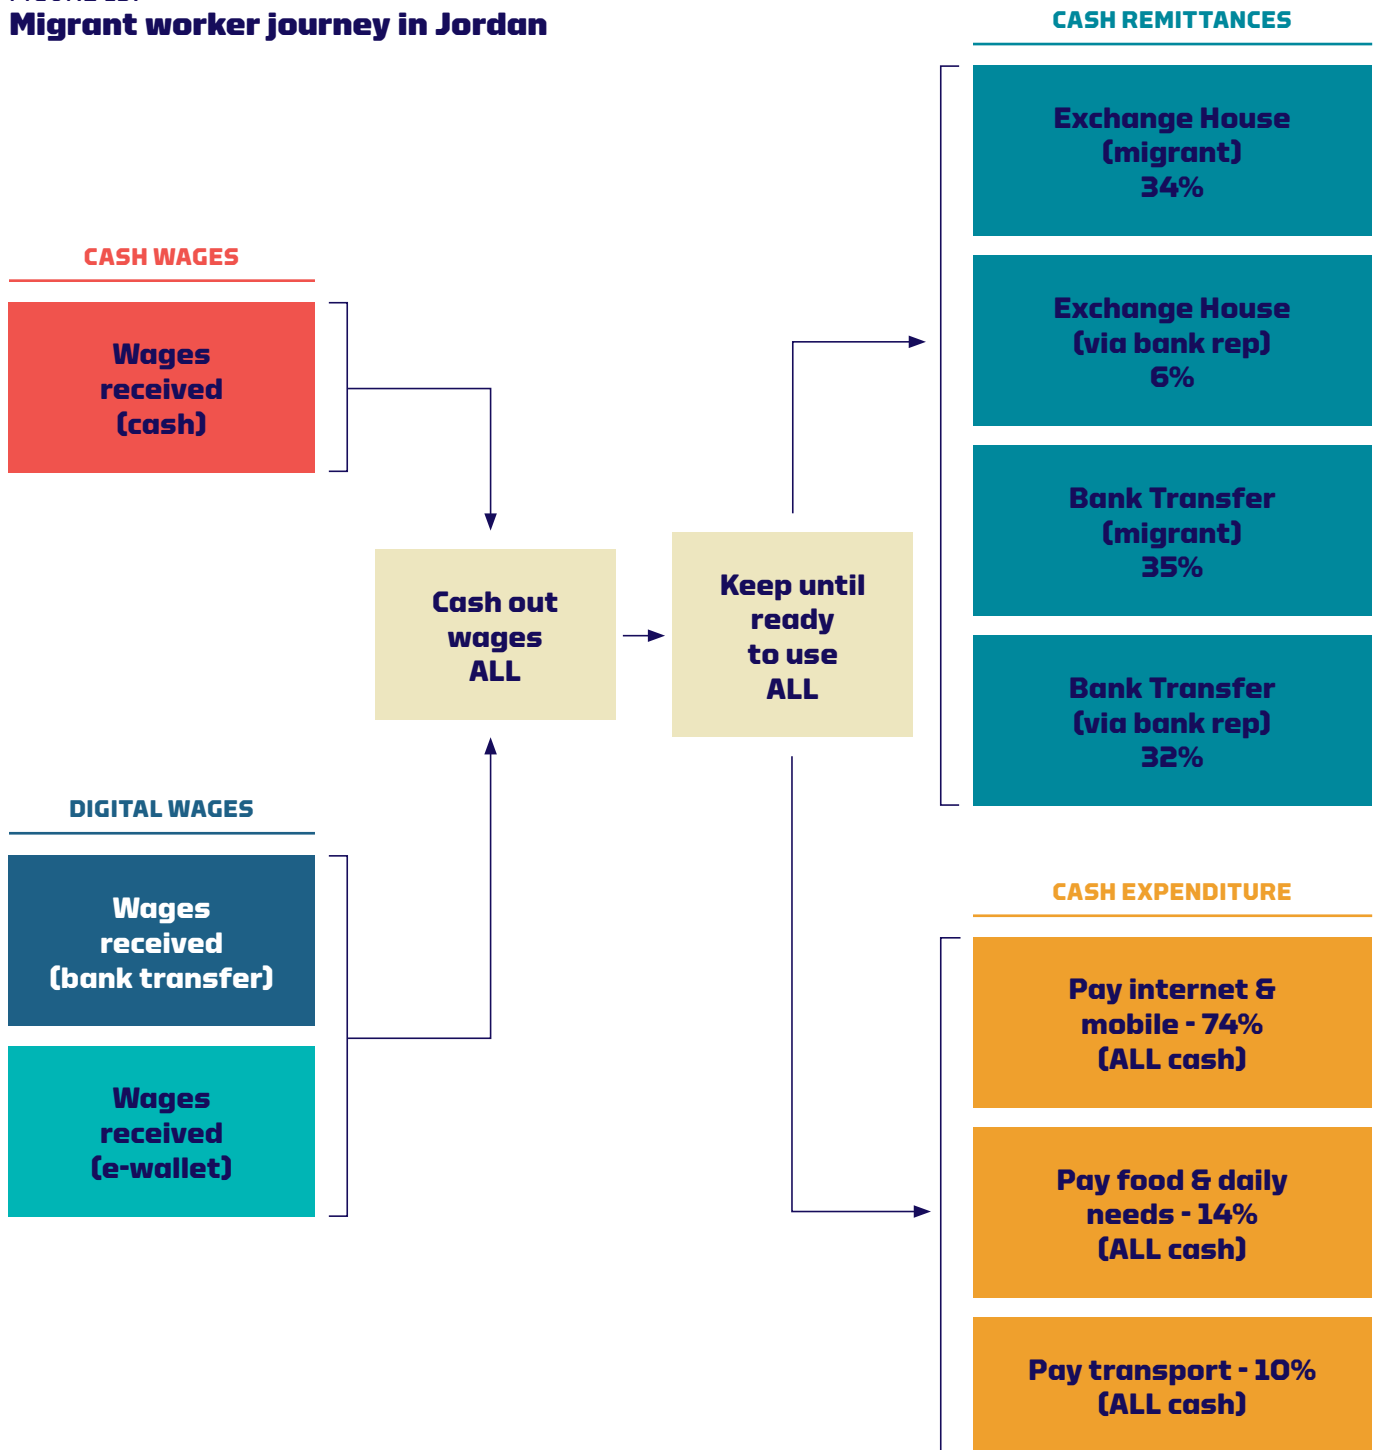 Migrant worker journey in Jordan
CASH WAGES
Wages
received
(cash)
DIGITAL WAGES
Wages
received
(bank transfer)
Wages
received
(e-wallet)
Cash out
wages
ALL
Keep until
ready
to use
ALL
CASH REMITTANCES
Exchange House
(migrant)
34%
Exchange House
(via bank rep)
6%
Bank Transfer
(migrant)
35%
Bank Transfer
(via bank rep)
32%
CASH EXPENDITURE
Pay internet &
mobile - 74%
(ALL cash)
Pay food & daily
needs - 14%
(ALL cash)
Pay transport - 10%
(ALL cash)